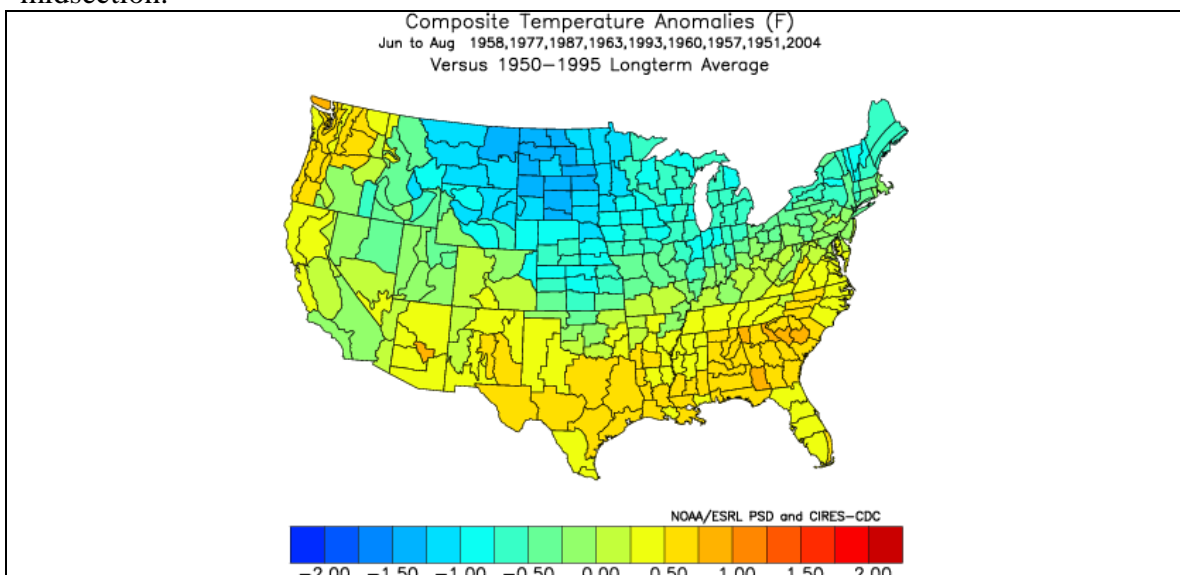 midsection.
Composite Temperature Anomalies (F)
Jun to Aug 1958,1977,1987,1963,1993,1960,1957,1951,2004
Versus 1950-1995 Longterm Average
NOAA/ESRL PSD and CIRES-CDC
-2.00 -1.50 -1.00 -0.50 0.00 0.50 1.00 1.50 2.00